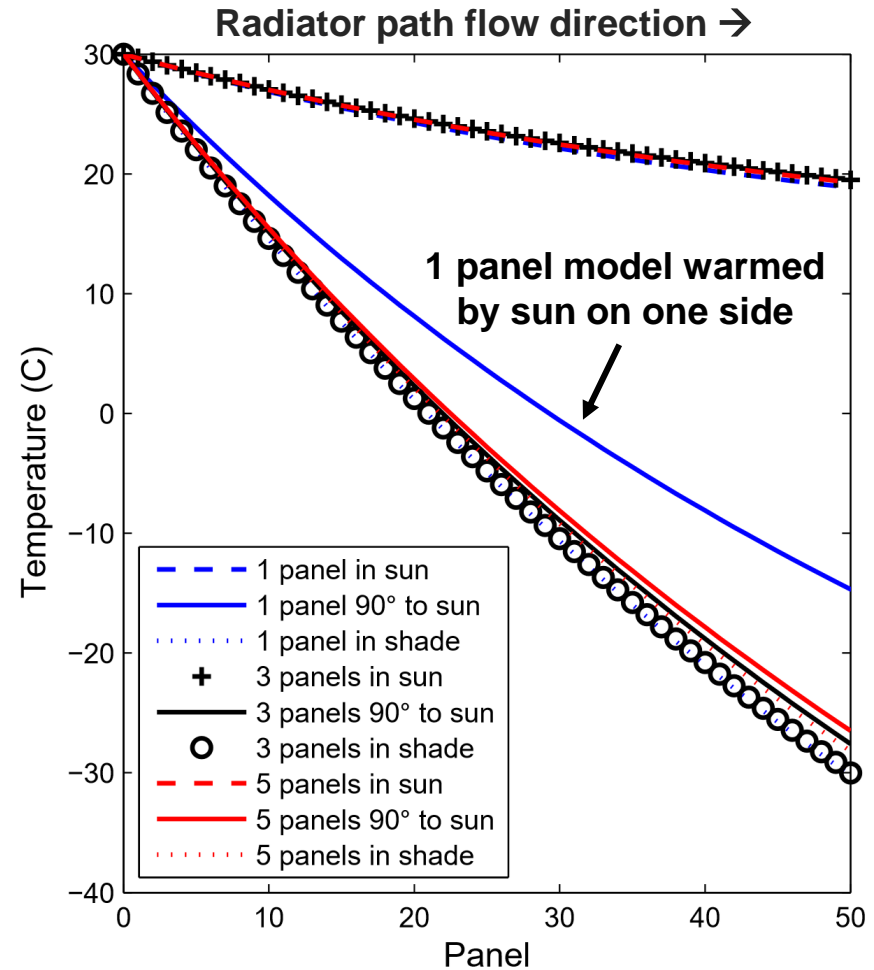 Radiator path flow direction →
30
20
10
0
−10
−20
−30
−40
Temperature (C)
1 panel model warmed
by sun on one side
1 panel in sun
1 panel 90° to sun
1 panel in shade
3 panels in sun
3 panels 90° to sun
3 panels in shade
5 panels in sun
5 panels 90° to sun
5 panels in shade
0 10 20 30 40 50
Panel